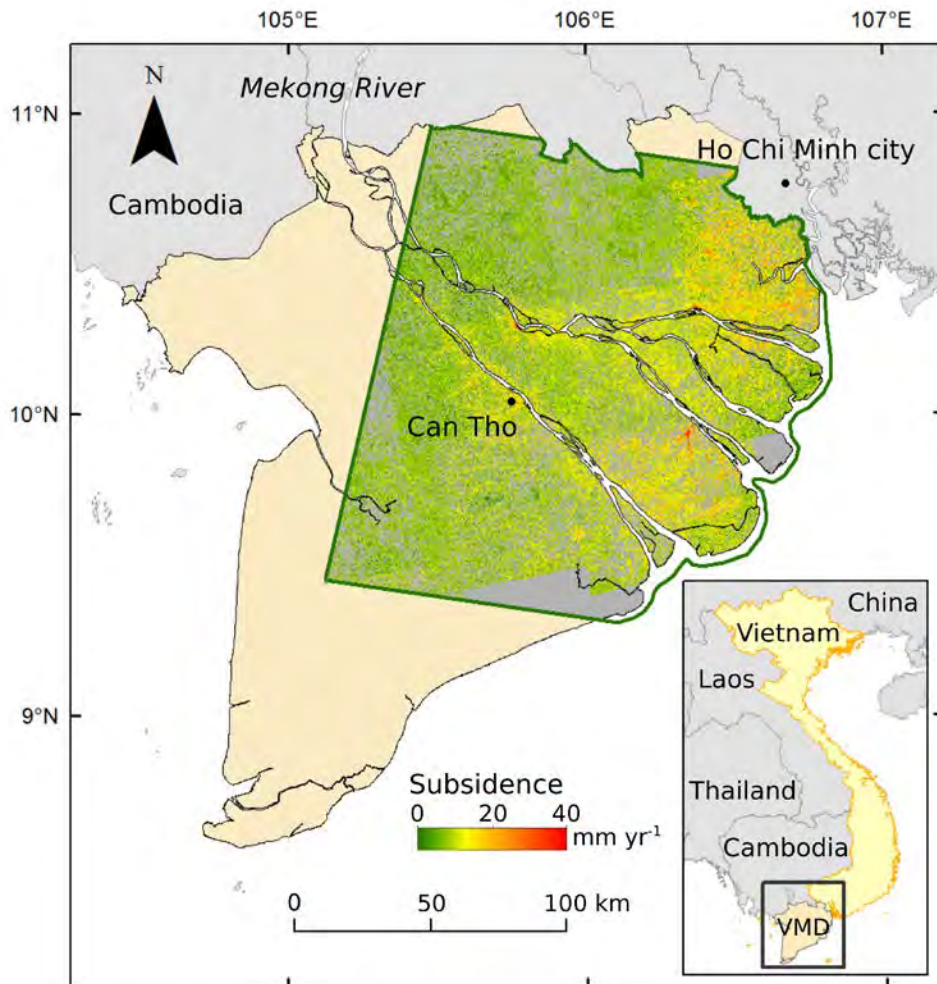 105°E 106°E 107°E
N
Mekong River
11°N
Ho Chi Minh city
Cambodia
10°N
Can Tho
China
Vietnam
Laos
9°N
Subsidence
0 20 40
mm yr⁻¹
Thailand
Cambodia
0 50 100 km
VMD